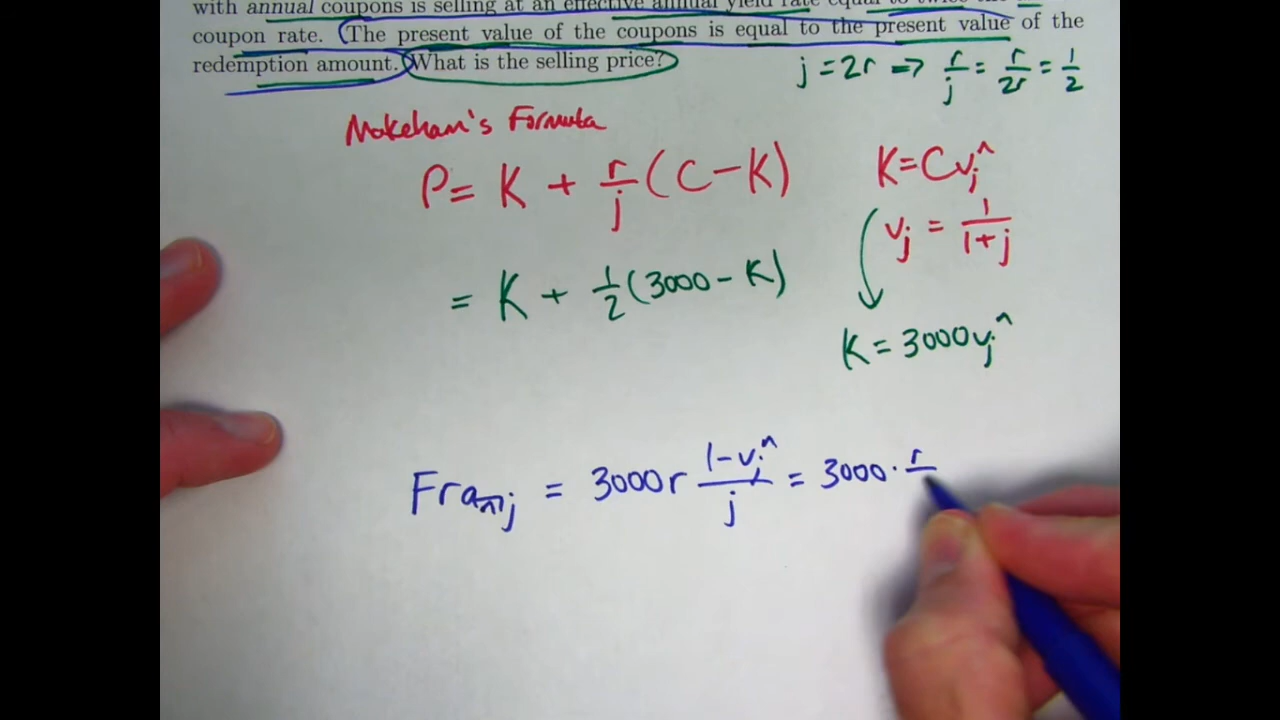 with annual coupons is selling at an effective annual yield rate equal to twice the
coupon rate. (The present value of the coupons is equal to the present value of the
redemption amount. What is the selling price?
j = 2r ⇒ r/j = r/2r = 1/2
Makeham's Formula
P = K + r/j (C - K)
K = Cv_j^n
v_j = 1/(1+j)
= K + 1/2 (3000 - K)
K = 3000v_j^n
Fra_n⌉j = 3000r (1 - v_j^n)/j = 3000 · r